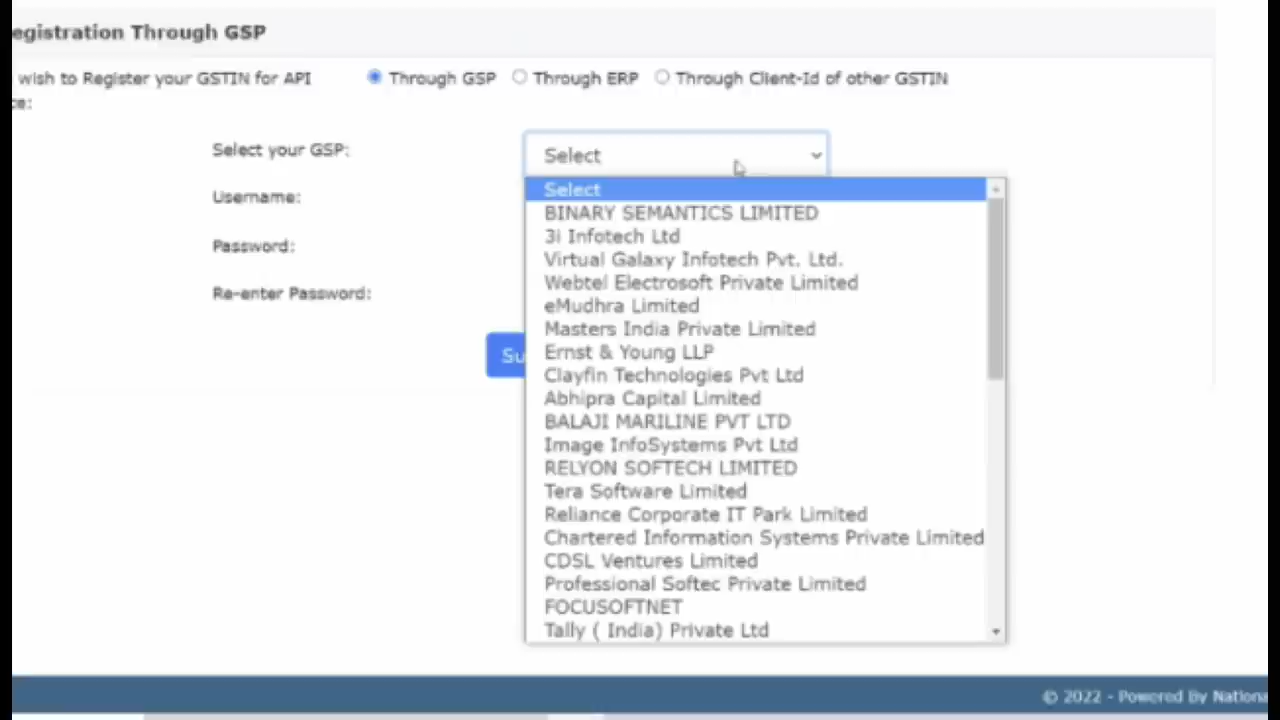 egistration Through GSP
wish to Register your GSTIN for API Through GSP Through ERP Through Client-Id of other GSTIN
ce:
Select your GSP: Select
Select
Username:
BINARY SEMANTICS LIMITED
3i Infotech Ltd
Password:
Virtual Galaxy Infotech Pvt. Ltd.
Webtel Electrosoft Private Limited
Re-enter Password:
eMudhra Limited
Masters India Private Limited
Su
Ernst & Young LLP
Clayfin Technologies Pvt Ltd
Abhipra Capital Limited
BALAJI MARILINE PVT LTD
Image InfoSystems Pvt Ltd
RELYON SOFTECH LIMITED
Tera Software Limited
Reliance Corporate IT Park Limited
Chartered Information Systems Private Limited
CDSL Ventures Limited
Professional Softec Private Limited
FOCUSOFTNET
Tally ( India) Private Ltd
© 2022 - Powered By Nationa